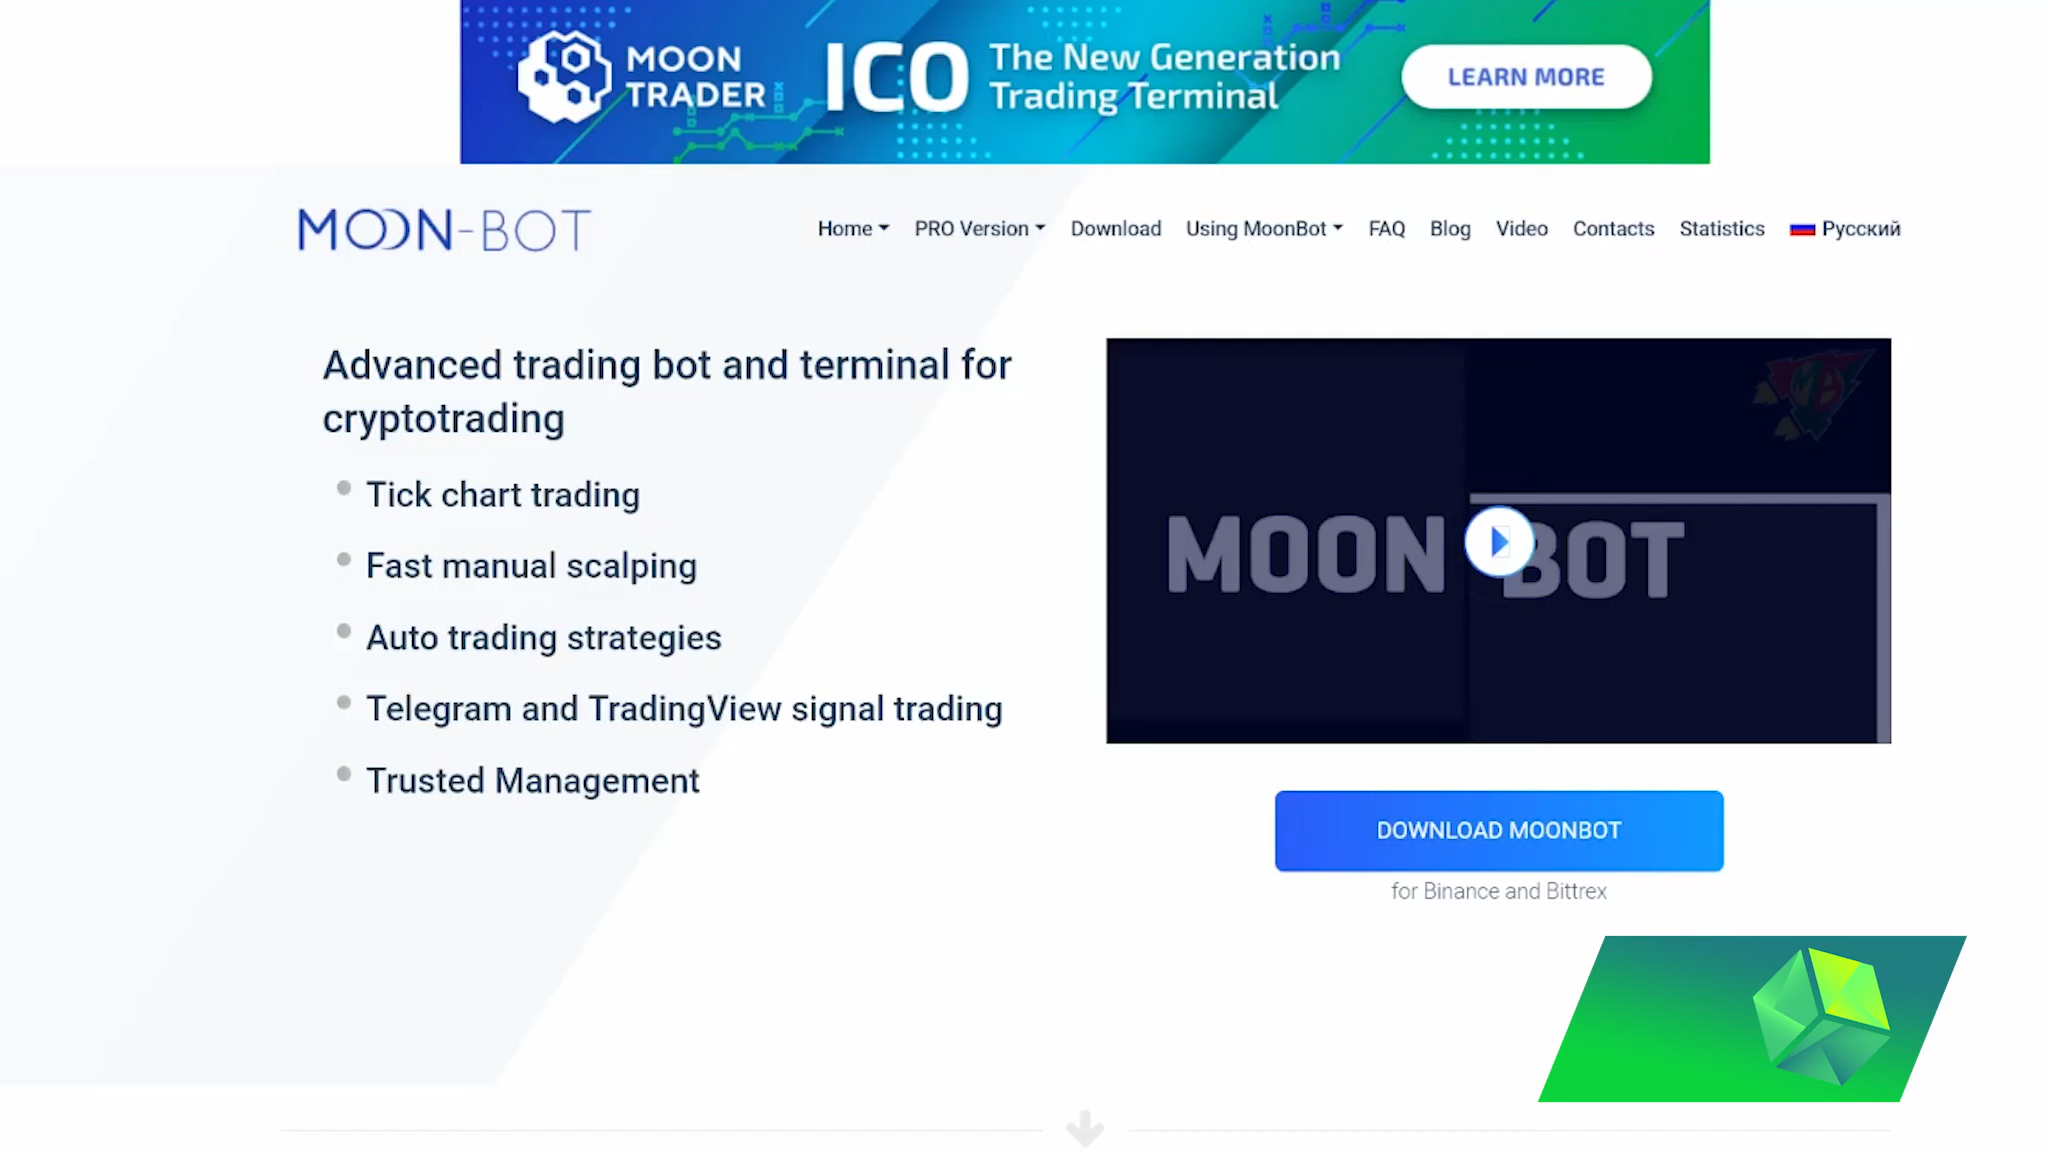 MOON
TRADER
ICO
The New Generation
Trading Terminal
LEARN MORE
MOON-BOT
Home
PRO Version
Download
Using MoonBot
FAQ
Blog
Video
Contacts
Statistics
Русский
Advanced trading bot and terminal for
cryptotrading
Tick chart trading
Fast manual scalping
Auto trading strategies
Telegram and TradingView signal trading
Trusted Management
MB
MOON BOT
DOWNLOAD MOONBOT
for Binance and Bittrex